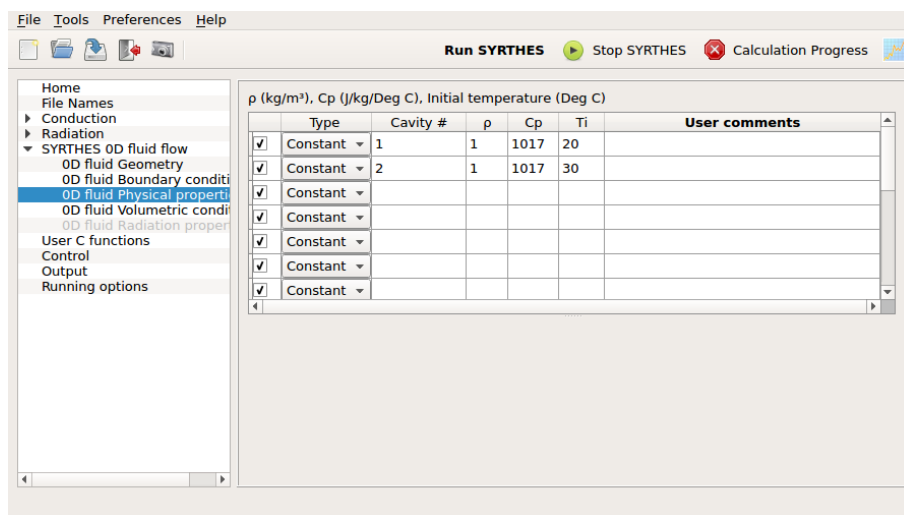 File Tools Preferences Help
Run SYRTHES Stop SYRTHES Calculation Progress
Home
File Names
Conduction
Radiation
SYRTHES 0D fluid flow
0D fluid Geometry
0D fluid Boundary conditi
0D fluid Physical properti
0D fluid Volumetric condi
0D fluid Radiation proper
User C functions
Control
Output
Running options
ρ (kg/m³), Cp (J/kg/Deg C), Initial temperature (Deg C)
Type Cavity # ρ Cp Ti User comments
Constant 1 1 1017 20
Constant 2 1 1017 30
Constant
Constant
Constant
Constant
Constant